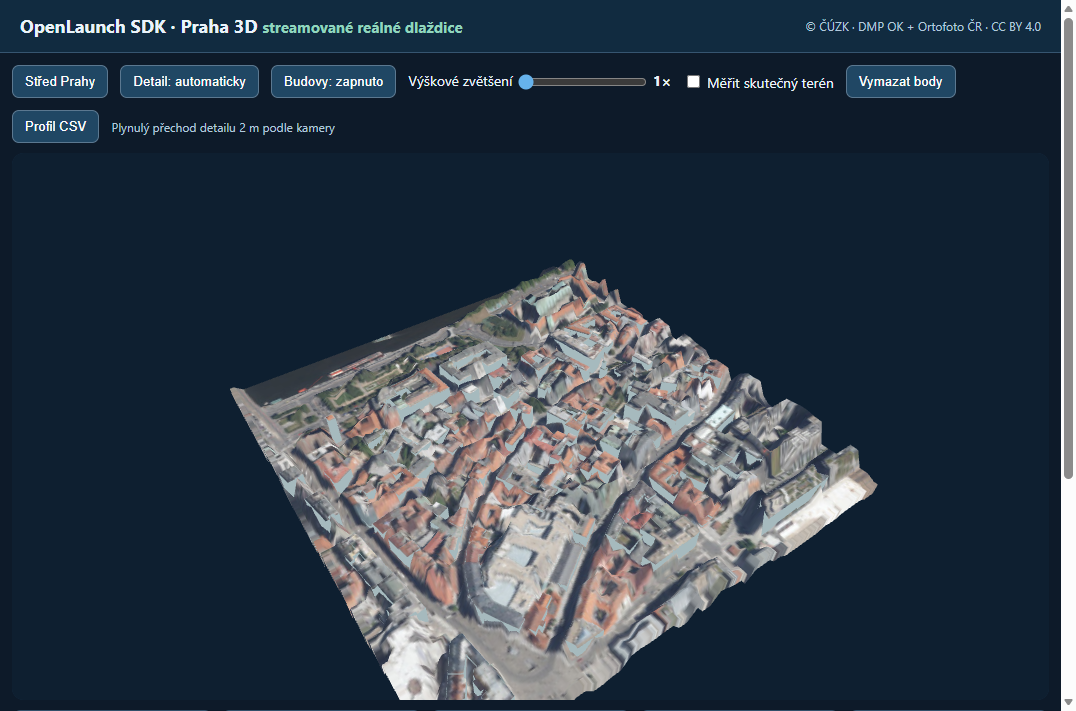 OpenLaunch SDK · Praha 3D streamované reálné dlaždice
© ČÚZK · DMP OK + Ortofoto ČR · CC BY 4.0
Střed Prahy
Detail: automaticky
Budovy: zapnuto
Výškové zvětšení
1×
Měřit skutečný terén
Vymazat body
Profil CSV
Plynulý přechod detailu 2 m podle kamery